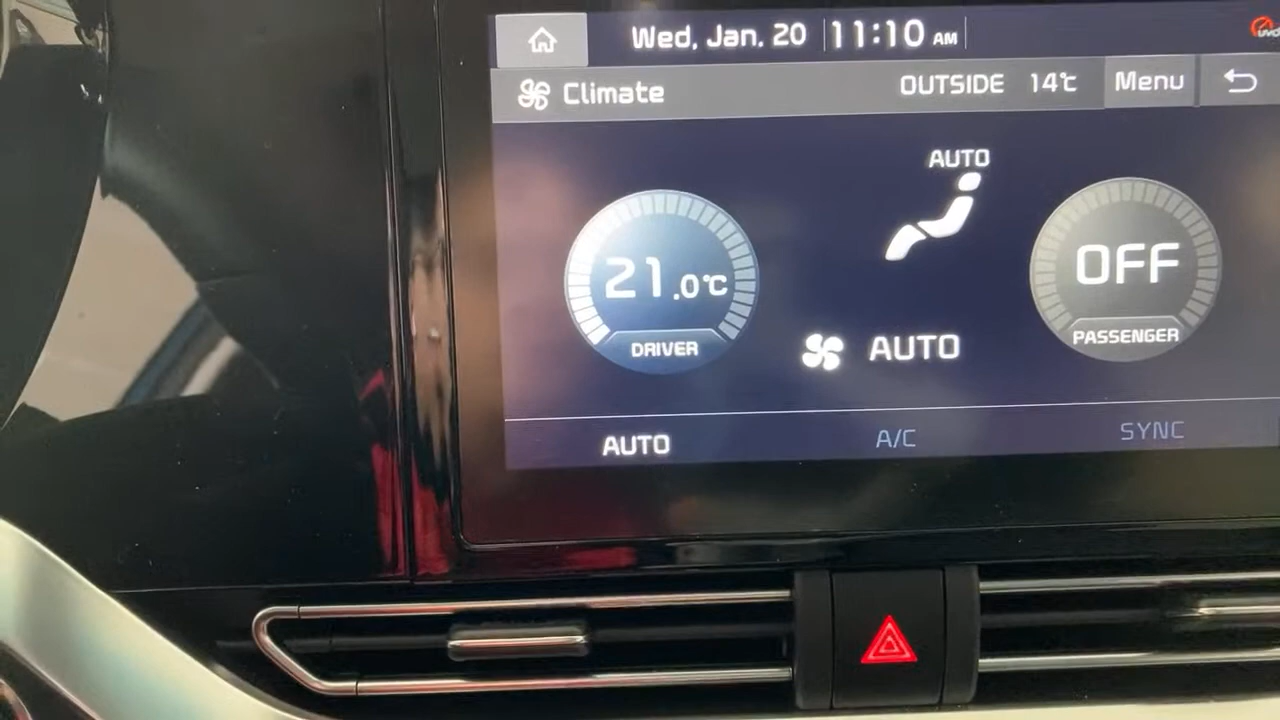 Wed, Jan. 20 11:10 AM
UVO
Climate OUTSIDE 14℃ Menu
AUTO
21.0℃
DRIVER
AUTO
OFF
PASSENGER
AUTO A/C SYNC